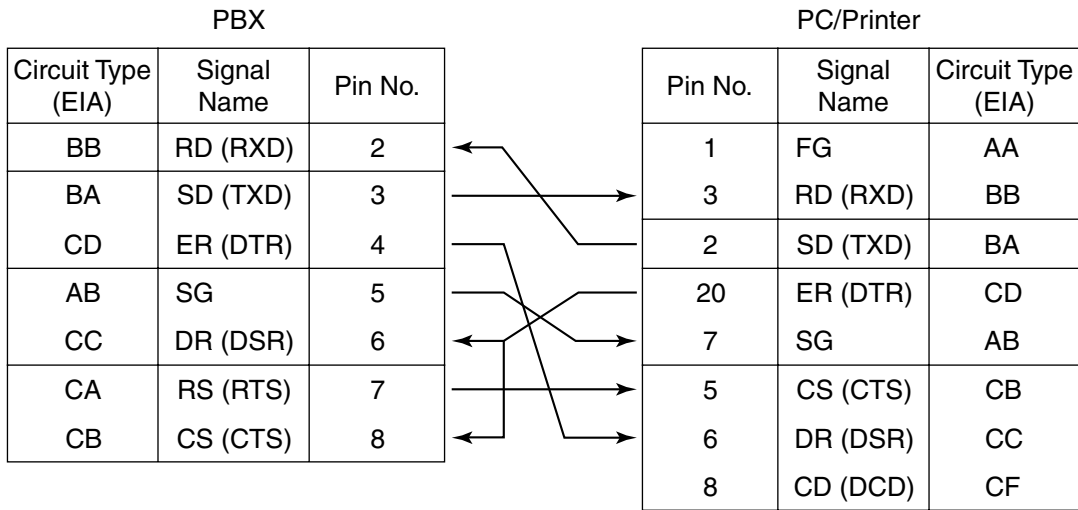 PBX
Circuit Type (EIA) Signal Name Pin No.
BB RD (RXD) 2
BA SD (TXD) 3
CD ER (DTR) 4
AB SG 5
CC DR (DSR) 6
CA RS (RTS) 7
CB CS (CTS) 8
PC/Printer
Pin No. Signal Name Circuit Type (EIA)
1 FG AA
3 RD (RXD) BB
2 SD (TXD) BA
20 ER (DTR) CD
7 SG AB
5 CS (CTS) CB
6 DR (DSR) CC
8 CD (DCD) CF